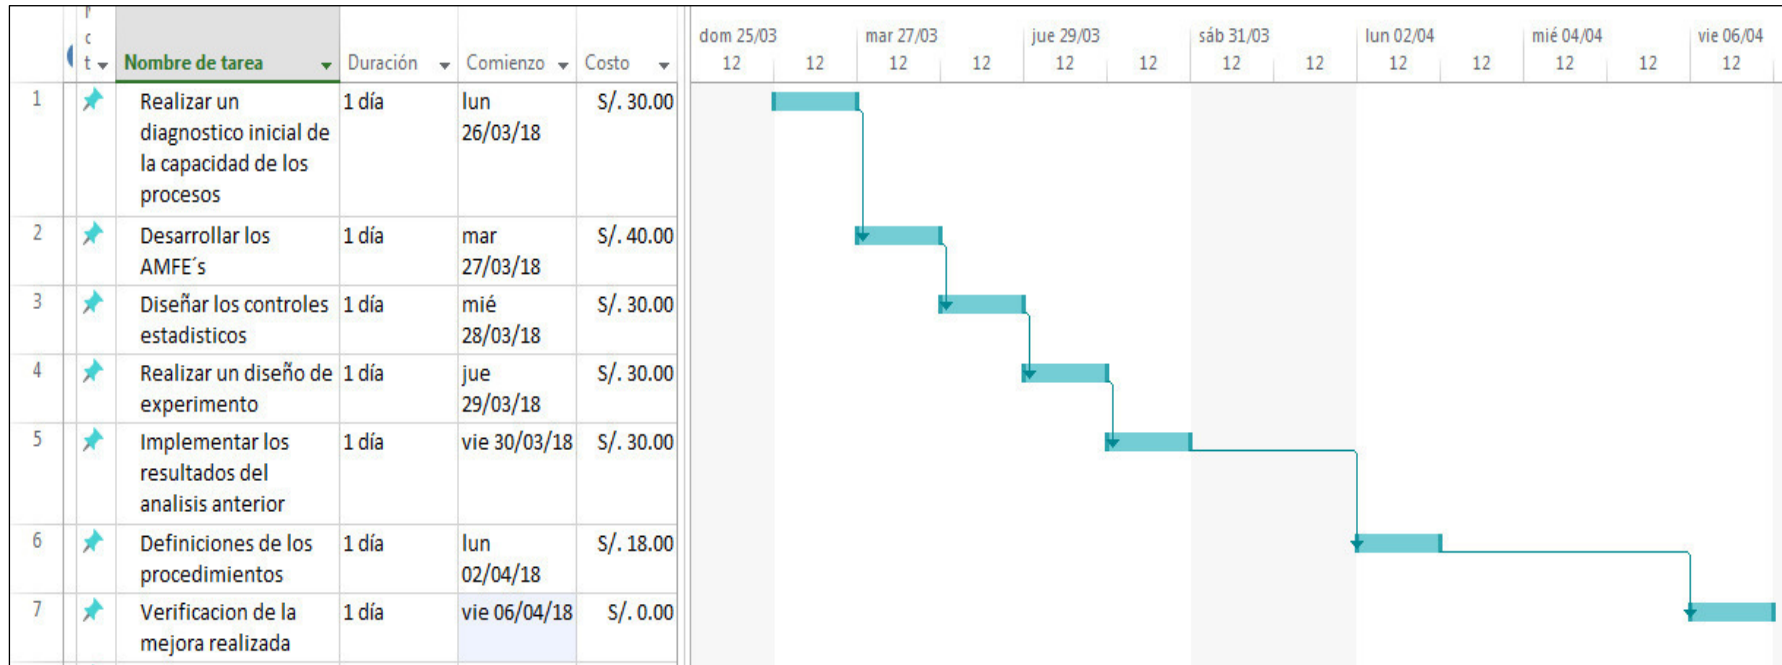 dom 25/03 mar 27/03 jue 29/03 sáb 31/03 lun 02/04 mié 04/04 vie 06/04
t Nombre de tarea Duración Comienzo Costo 12 12 12 12 12 12 12 12 12 12 12 12 12
1 Realizar un 1 día lun S/. 30.00
diagnostico inicial de 26/03/18
la capacidad de los
procesos
2 Desarrollar los 1 día mar S/. 40.00
AMFE´s 27/03/18
3 Diseñar los controles 1 día mié S/. 30.00
estadisticos 28/03/18
4 Realizar un diseño de 1 día jue S/. 30.00
experimento 29/03/18
5 Implementar los 1 día vie 30/03/18 S/. 30.00
resultados del
analisis anterior
6 Definiciones de los 1 día lun S/. 18.00
procedimientos 02/04/18
7 Verificacion de la 1 día vie 06/04/18 S/. 0.00
mejora realizada